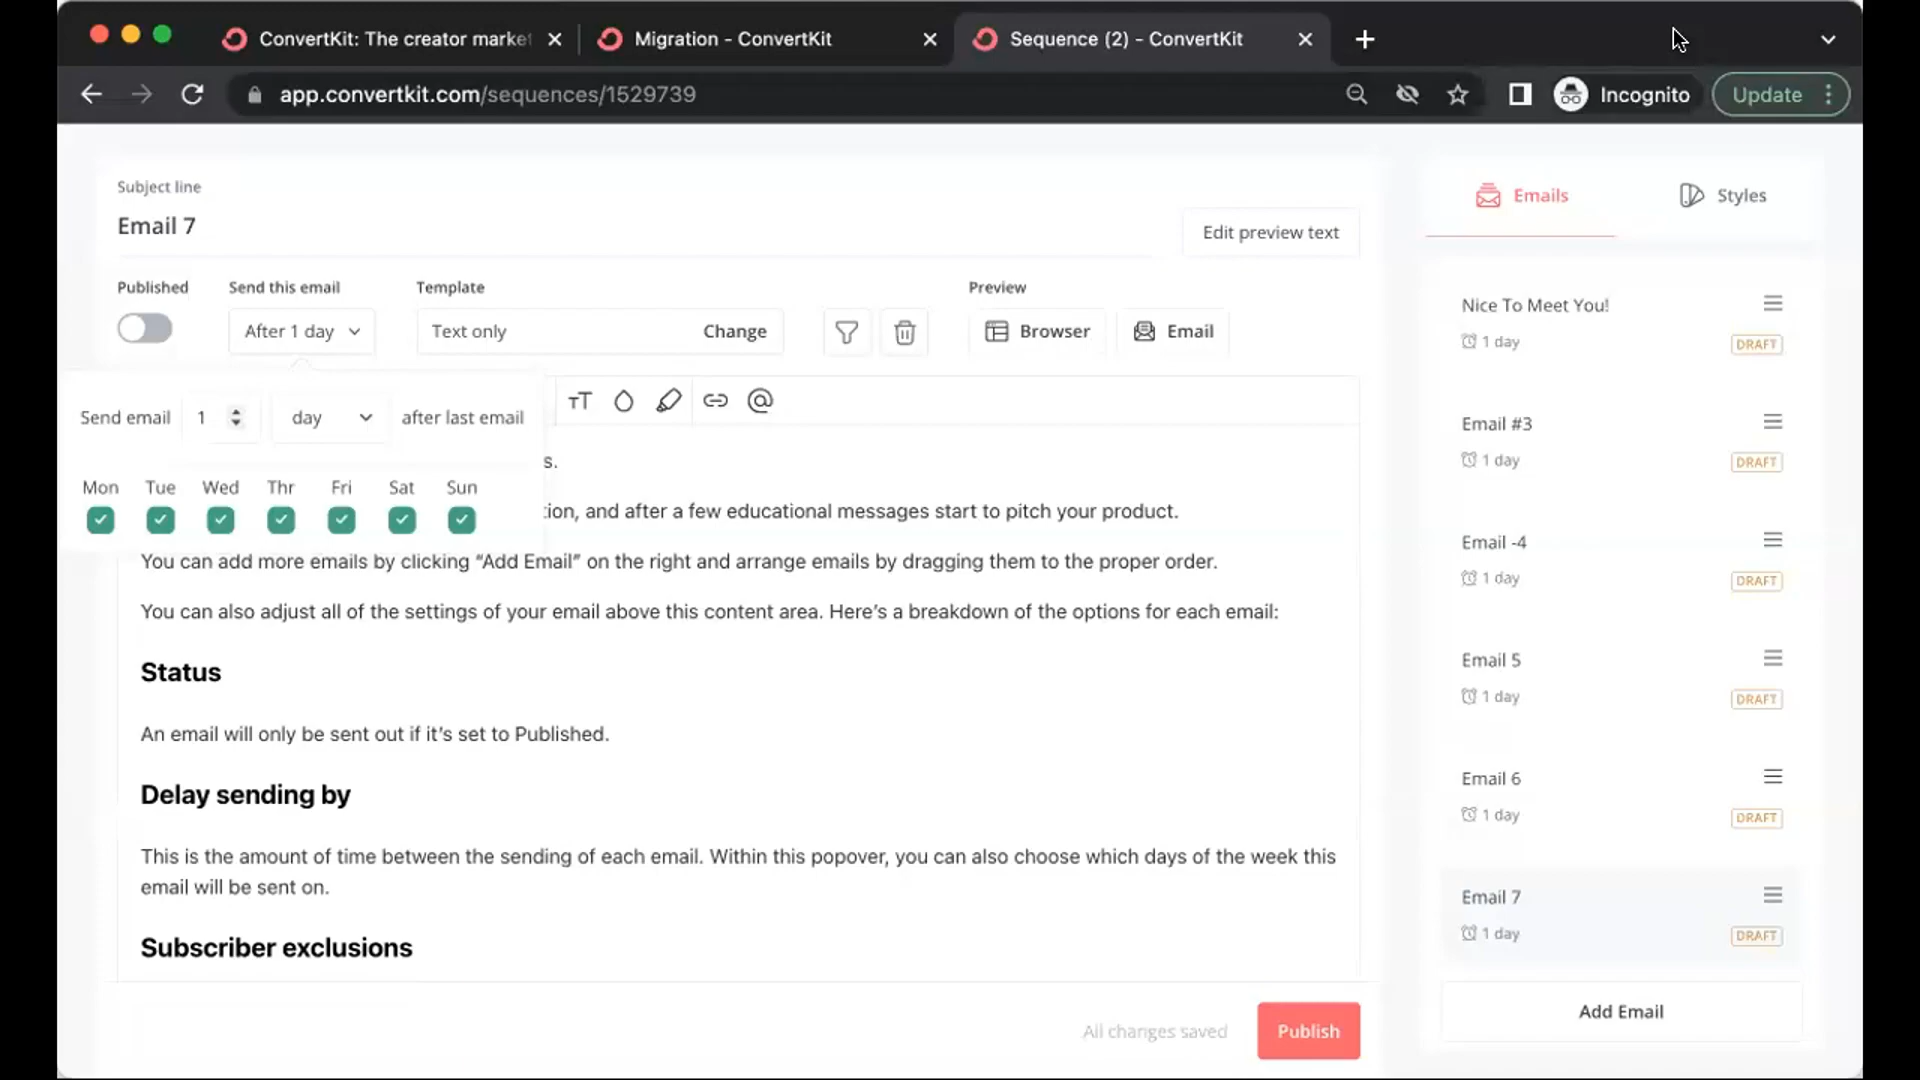 ConvertKit: The creator market
Migration - ConvertKit
Sequence (2) - ConvertKit
app.convertkit.com/sequences/1529739
Incognito
Update
Subject line
Email 7
Edit preview text
Published
Send this email
Template
Preview
After 1 day
Text only
Change
Browser
Email
Send email
1
day
after last email
Mon Tue Wed Thr Fri Sat Sun
s.
tion, and after a few educational messages start to pitch your product.
You can add more emails by clicking “Add Email” on the right and arrange emails by dragging them to the proper order.
You can also adjust all of the settings of your email above this content area. Here’s a breakdown of the options for each email:
Status
An email will only be sent out if it’s set to Published.
Delay sending by
This is the amount of time between the sending of each email. Within this popover, you can also choose which days of the week this
email will be sent on.
Subscriber exclusions
All changes saved
Publish
Emails
Styles
Nice To Meet You!
1 day
DRAFT
Email #3
1 day
DRAFT
Email -4
1 day
DRAFT
Email 5
1 day
DRAFT
Email 6
1 day
DRAFT
Email 7
1 day
DRAFT
Add Email